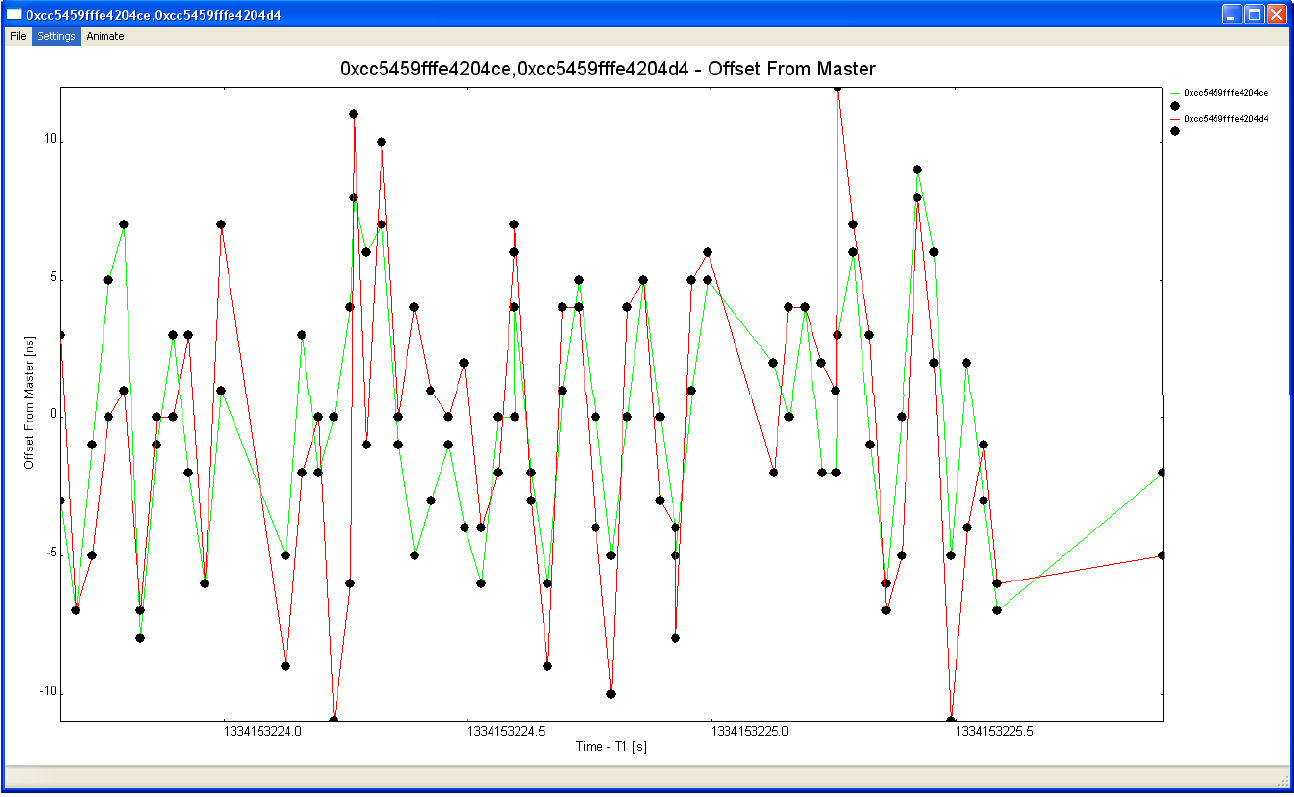 0xcc5459fffe4204ce,0xcc5459fffe4204d4
File Settings Animate
0xcc5459fffe4204ce,0xcc5459fffe4204d4 - Offset From Master
0xcc5459fffe4204ce
0xcc5459fffe4204d4
10
5
0
-5
-10
Offset From Master [ns]
1334153224.0 1334153224.5 1334153225.0 1334153225.5
Time - T1 [s]